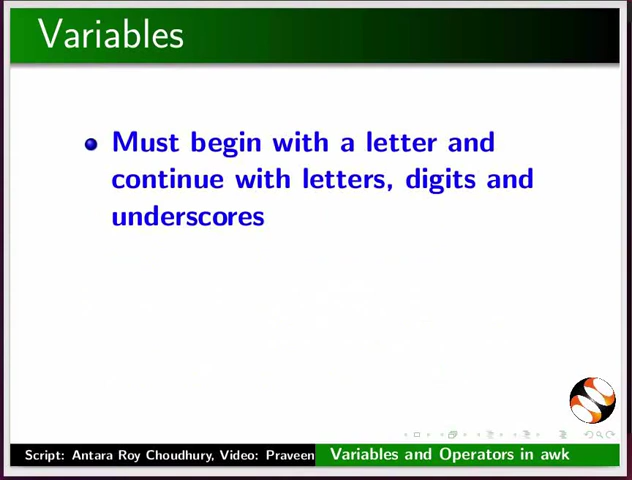 Variables
Must begin with a letter and
continue with letters, digits and
underscores
Script: Antara Roy Choudhury, Video: Praveen
Variables and Operators in awk